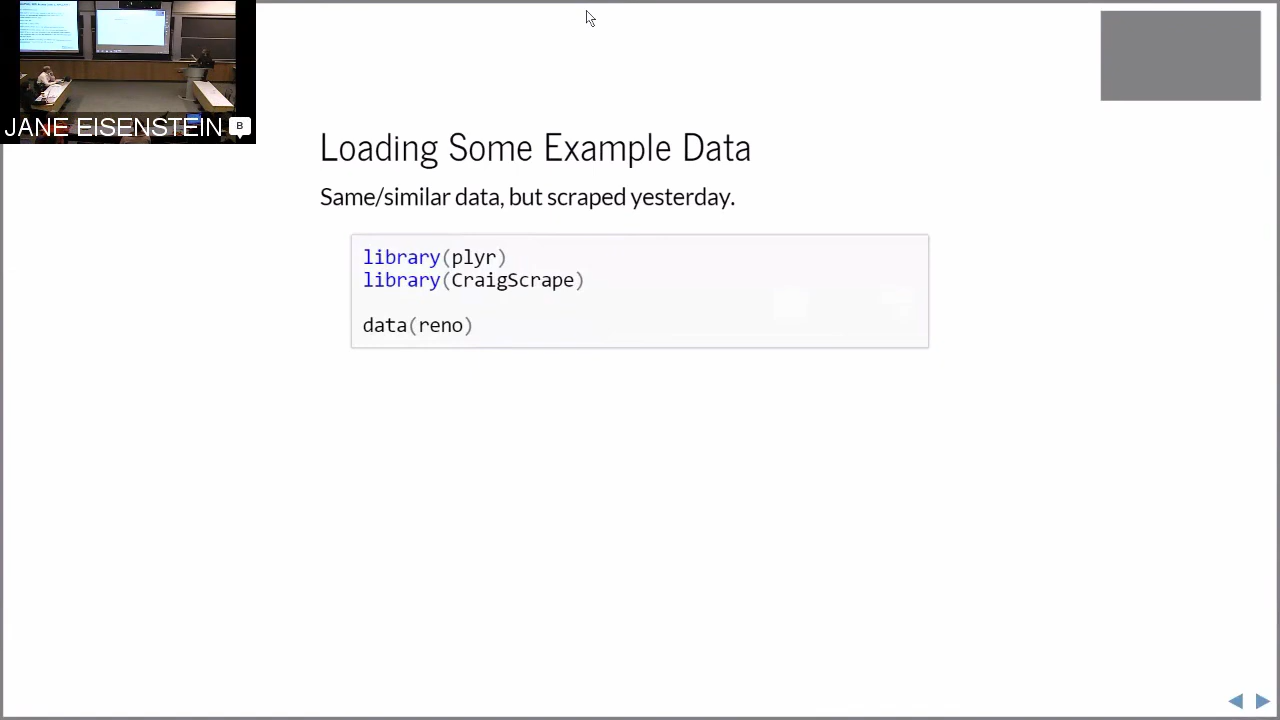 JANE EISENSTEIN
B
Loading Some Example Data
Same/similar data, but scraped yesterday.
library(plyr)
library(CraigScrape)
data(reno)